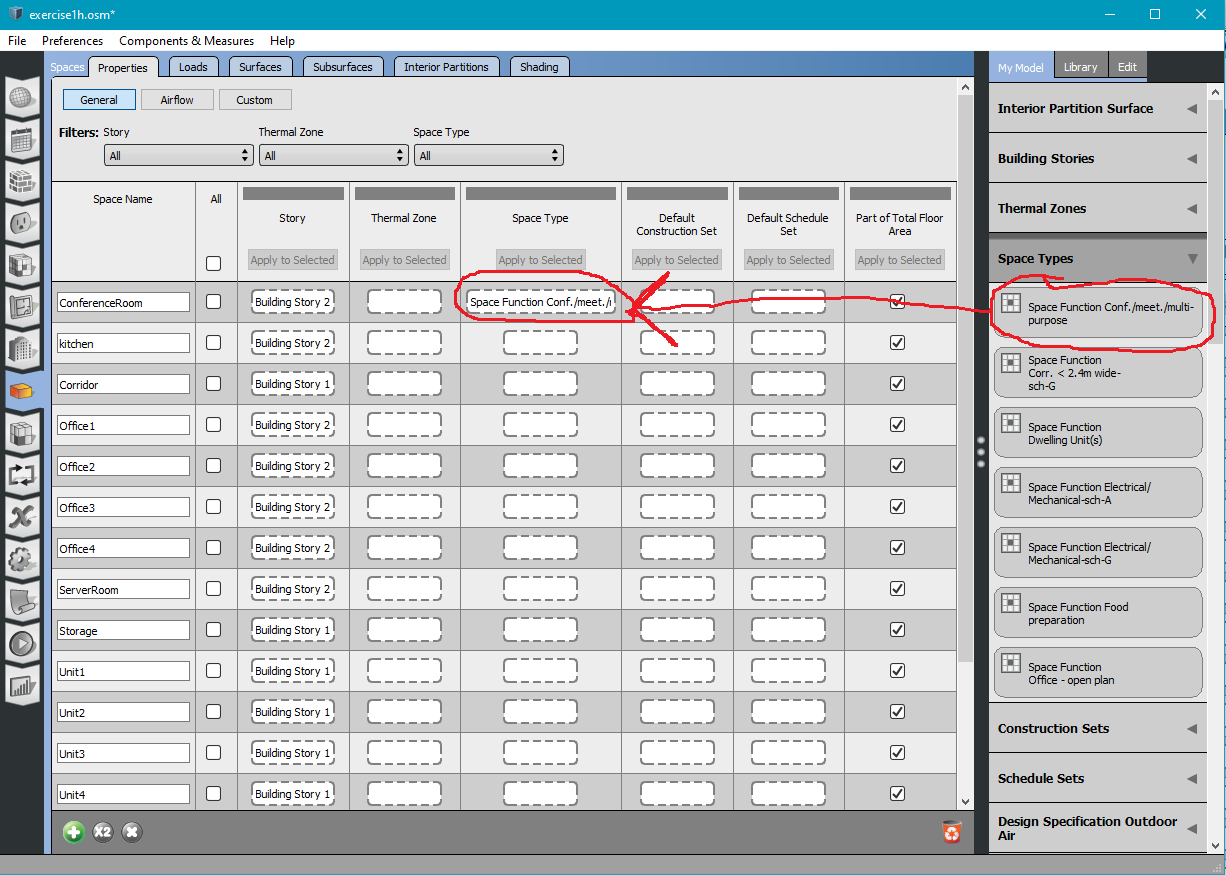 exercise1h.osm*
File Preferences Components & Measures Help
Spaces Properties Loads Surfaces Subsurfaces Interior Partitions Shading
My Model Library Edit
General Airflow Custom
Filters: Story Thermal Zone Space Type
All All All
Space Name All Story Thermal Zone Space Type Default Construction Set Default Schedule Set Part of Total Floor Area
Apply to Selected Apply to Selected Apply to Selected Apply to Selected Apply to Selected Apply to Selected
ConferenceRoom Building Story 2 Space Function Conf./meet./
kitchen Building Story 2
Corridor Building Story 1
Office1 Building Story 2
Office2 Building Story 2
Office3 Building Story 2
Office4 Building Story 2
ServerRoom Building Story 2
Storage Building Story 1
Unit1 Building Story 1
Unit2 Building Story 1
Unit3 Building Story 1
Unit4 Building Story 1
X2
Interior Partition Surface
Building Stories
Thermal Zones
Space Types
Space Function Conf./meet./multi-
purpose
Space Function
Corr. < 2.4m wide-
sch-G
Space Function
Dwelling Unit(s)
Space Function Electrical/
Mechanical-sch-A
Space Function Electrical/
Mechanical-sch-G
Space Function Food
preparation
Space Function
Office - open plan
Construction Sets
Schedule Sets
Design Specification Outdoor
Air